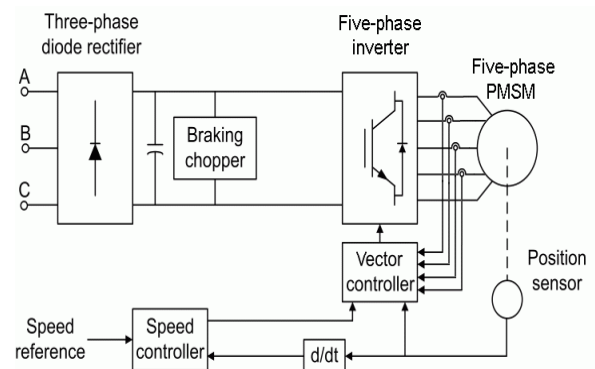 Three-phase
diode rectifier
Five-phase
inverter
Five-phase
PMSM
A
B
C
Braking
chopper
Vector
controller
Position
sensor
Speed
reference
Speed
controller
d/dt